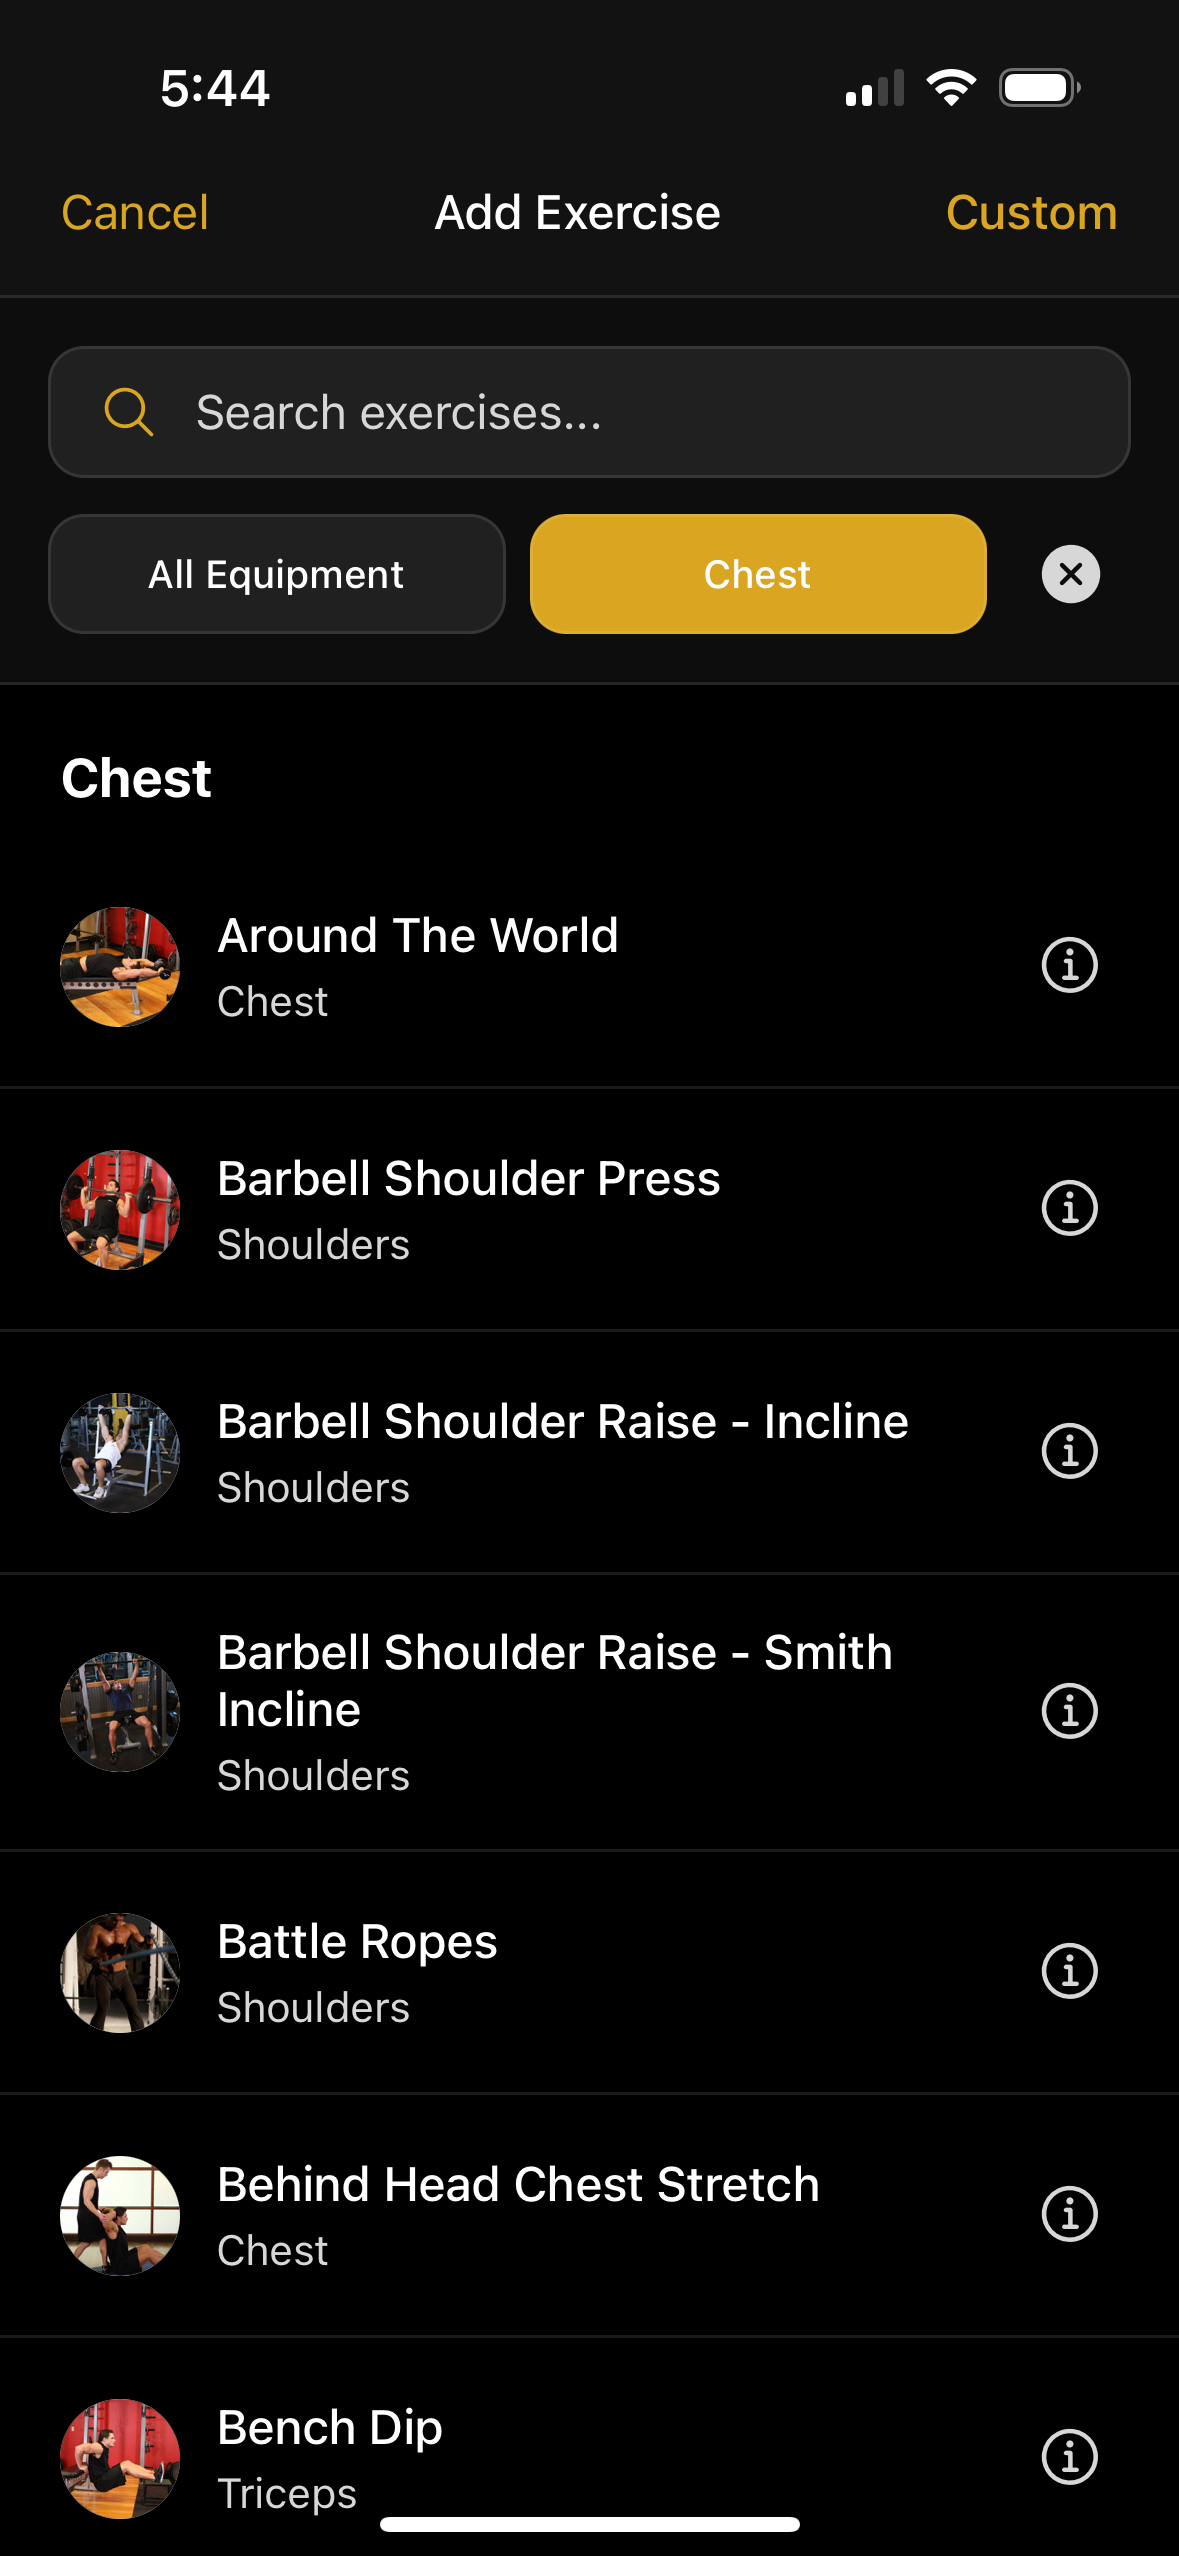 5:44
Cancel
Add Exercise
Custom
Search exercises...
All Equipment
Chest
Chest
Around The World
Chest
Barbell Shoulder Press
Shoulders
Barbell Shoulder Raise - Incline
Shoulders
Barbell Shoulder Raise - Smith
Incline
Shoulders
Battle Ropes
Shoulders
Behind Head Chest Stretch
Chest
Bench Dip
Triceps